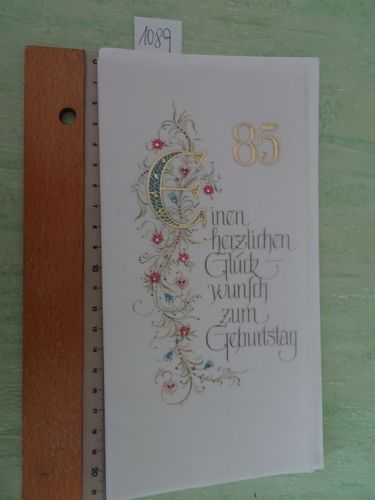 1089
85
Einen
herzlichen
Glück-
wunsch
zum
Geburtstag